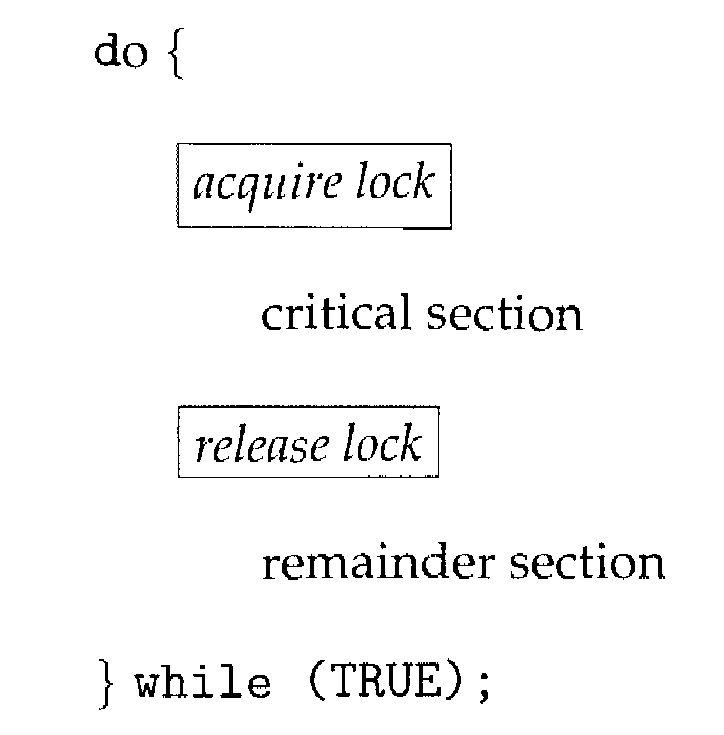 do {
acquire lock
critical section
release lock
remainder section
} while (TRUE);